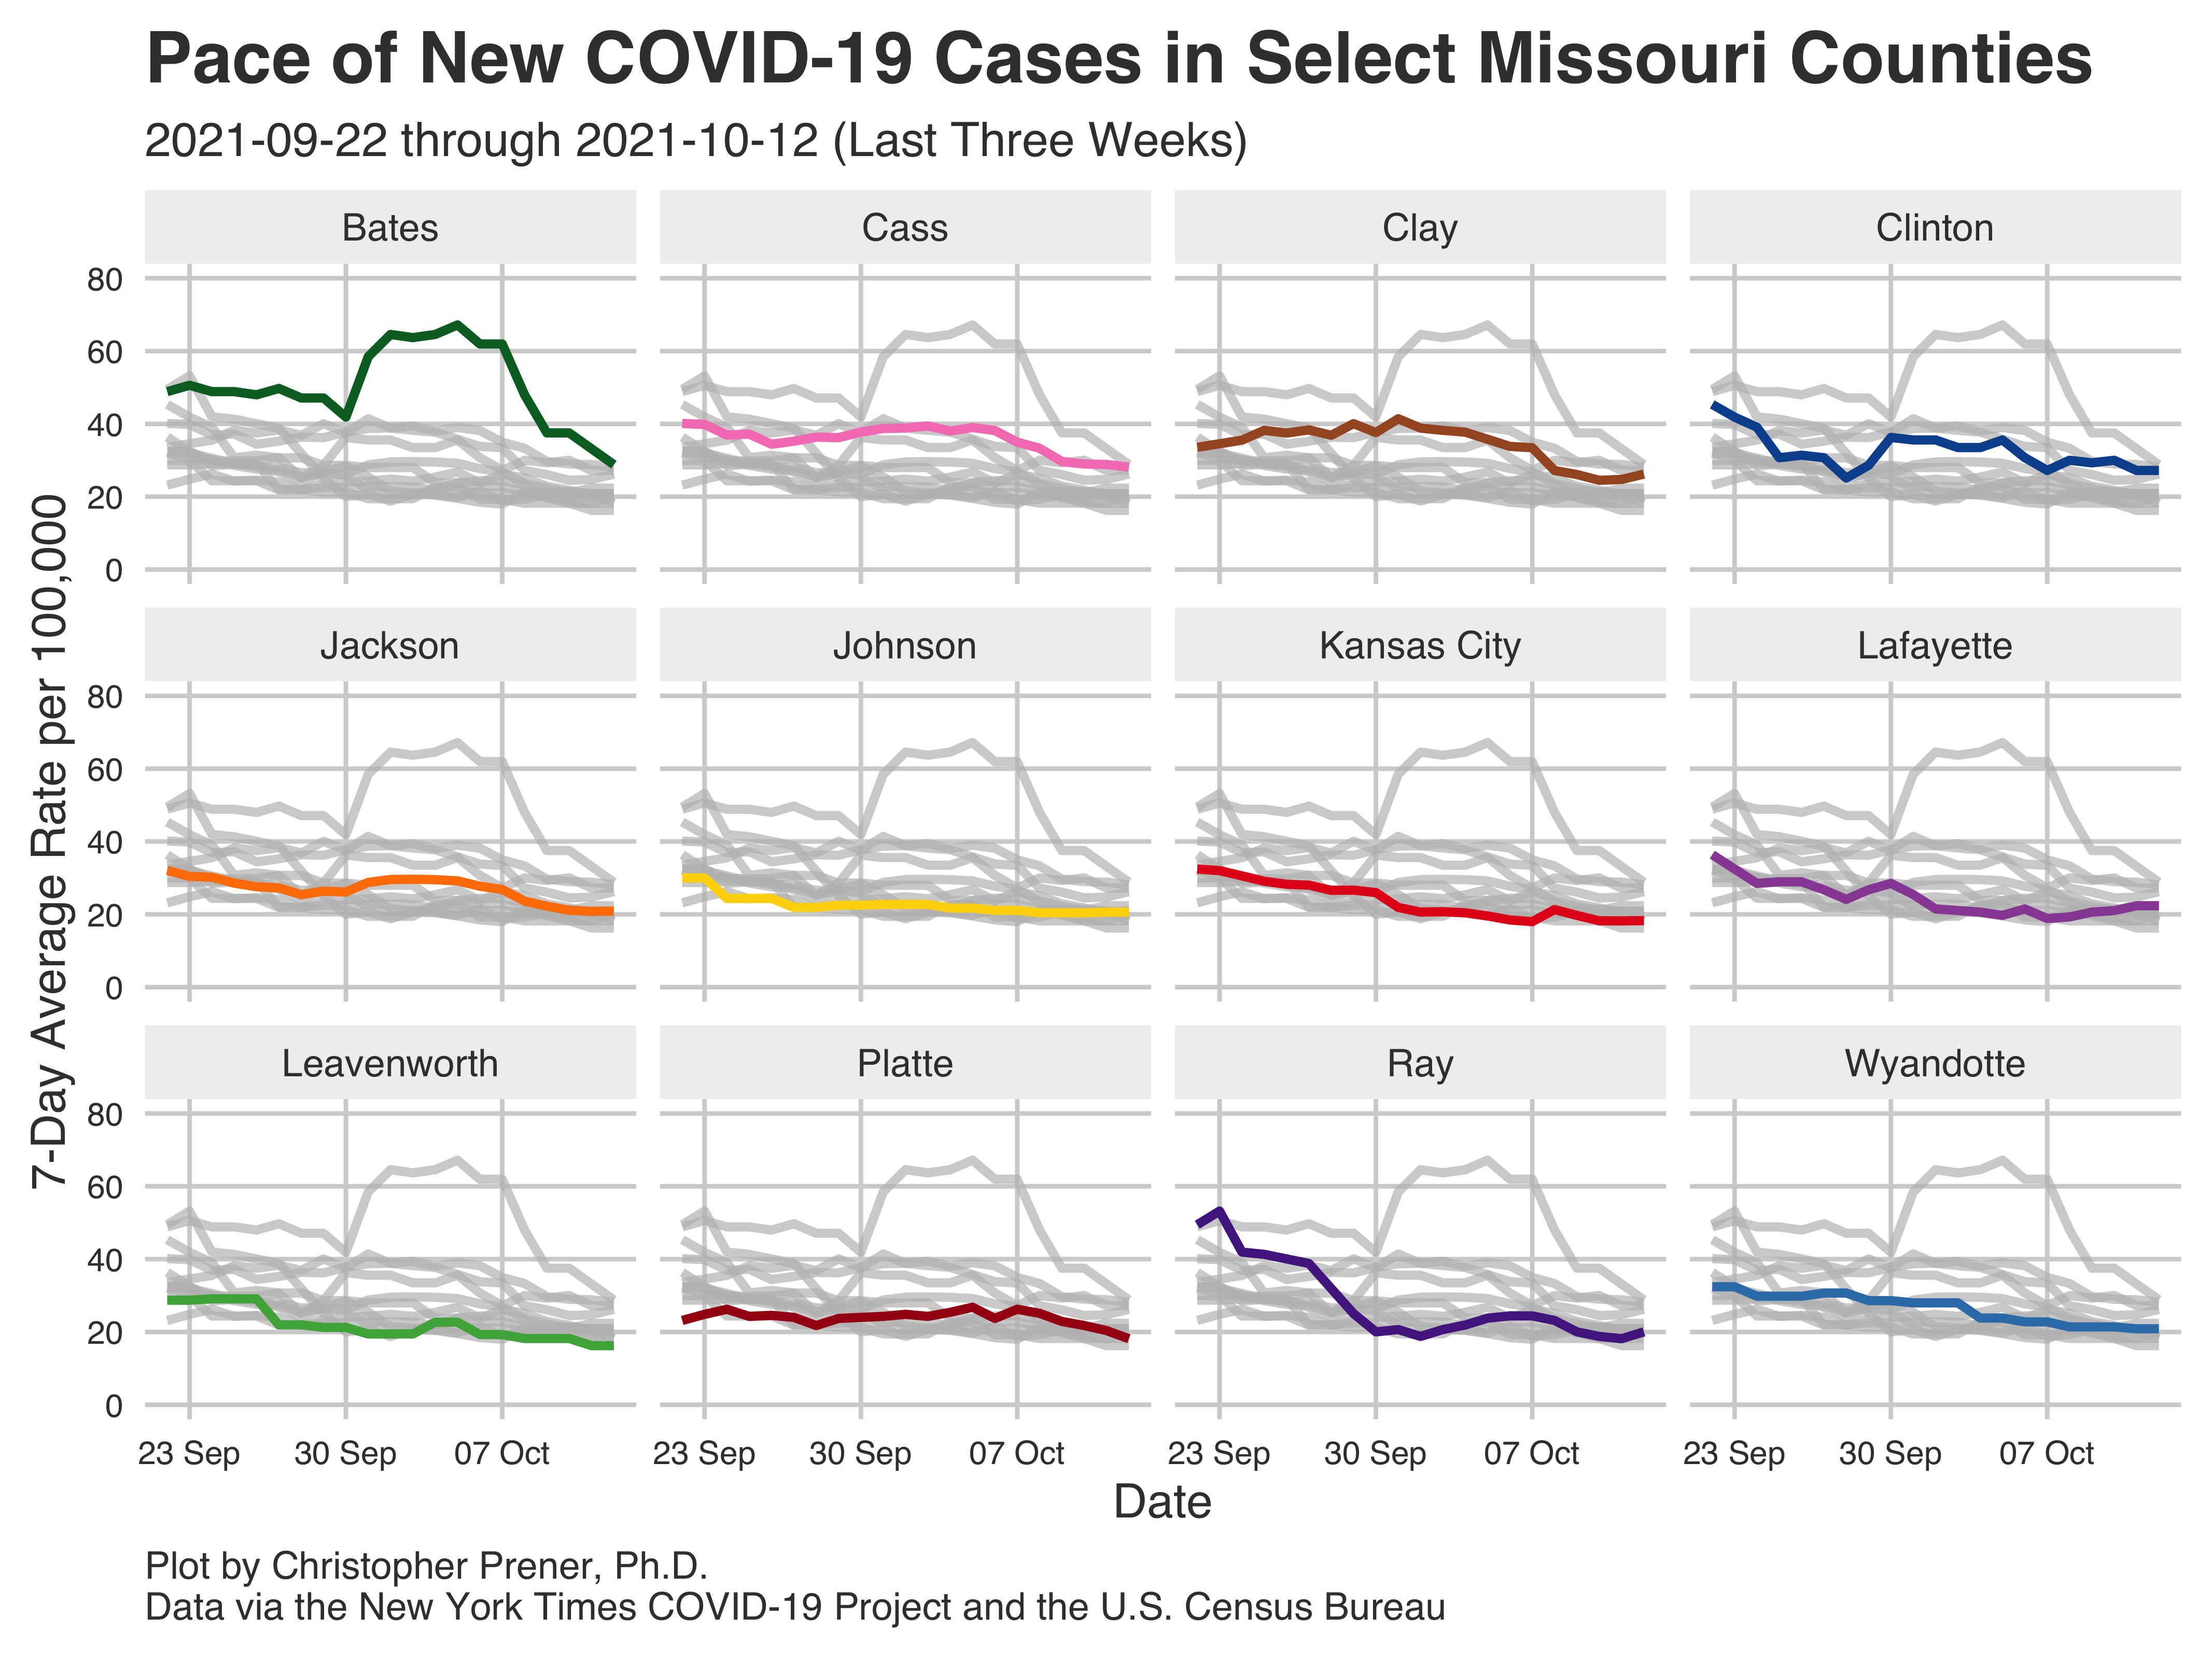 Pace of New COVID-19 Cases in Select Missouri Counties
2021-09-22 through 2021-10-12 (Last Three Weeks)
7-Day Average Rate per 100,000
Bates
Cass
Clay
Clinton
80
60
40
20
0
Jackson
Johnson
Kansas City
Lafayette
80
60
40
20
0
Leavenworth
Platte
Ray
Wyandotte
80
60
40
20
0
23 Sep 30 Sep 07 Oct
23 Sep 30 Sep 07 Oct
23 Sep 30 Sep 07 Oct
23 Sep 30 Sep 07 Oct
Date
Plot by Christopher Prener, Ph.D.
Data via the New York Times COVID-19 Project and the U.S. Census Bureau